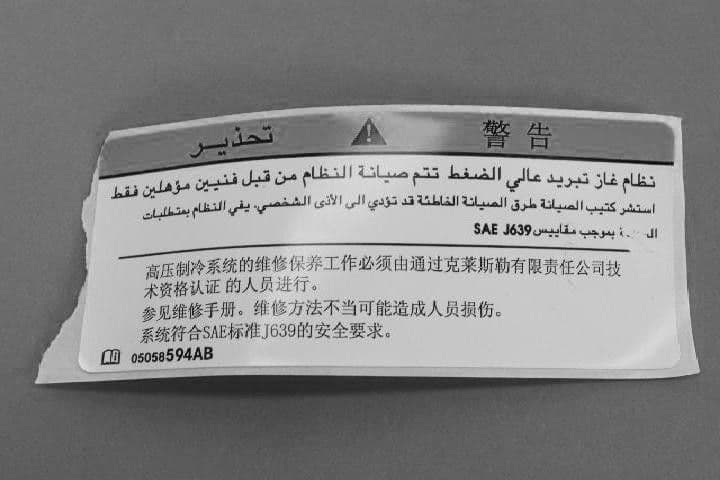 تحذير
警告
نظام غاز تبريد عالي الضغط تتم صيانة النظام من قبل فنيين مؤهلين فقط
استشر كتيب الصيانة طرق الصيانة الخاطئة قد تؤدي الى الأذى الشخصي. يفي النظام بمتطلبات
بموجب مقاييس SAE J639
高压制冷系统的维修保养工作必须由通过克莱斯勒有限责任公司技
术资格认证 的人员进行。
参见维修手册。维修方法不当可能造成人员损伤。
系统符合SAE标准J639的安全要求。
05058594AB